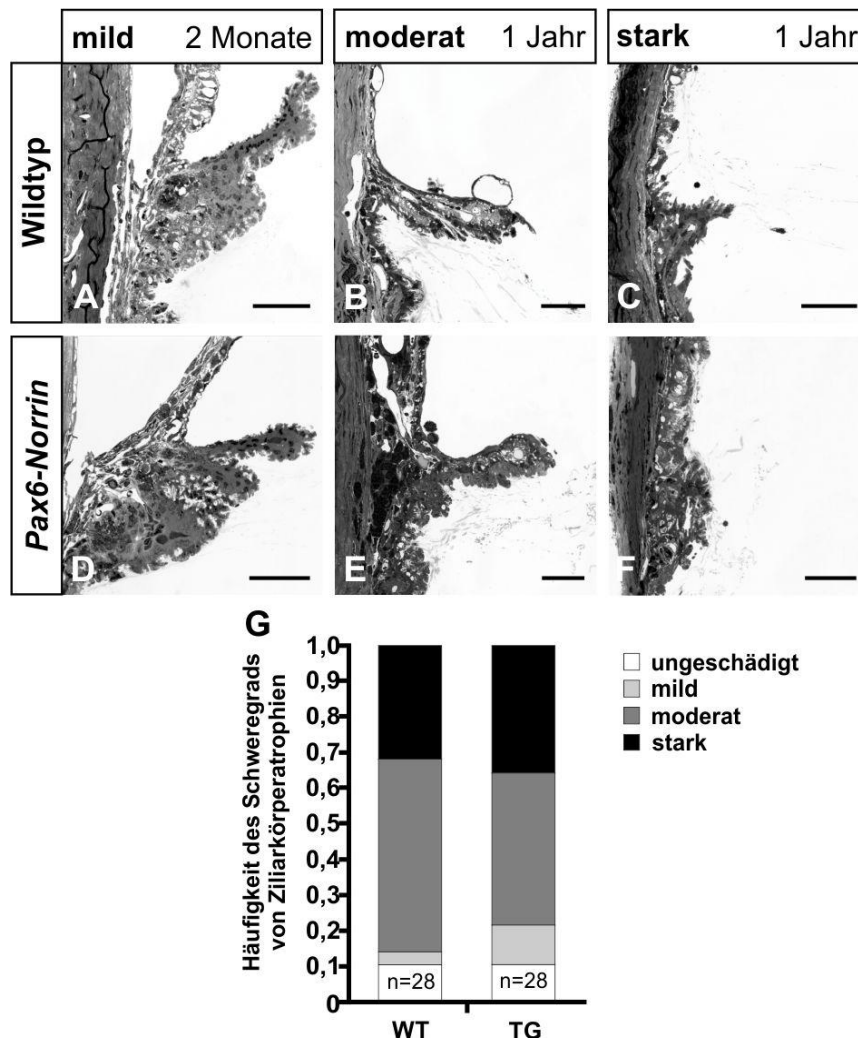 mild 2 Monate
moderat 1 Jahr
stark 1 Jahr
Wildtyp
A
B
C
Pax6-Norrin
D
E
F
G
Häufigkeit des Schweregrads
von Ziliarkörperatrophien
1,0
0,9
0,8
0,7
0,6
0,5
0,4
0,3
0,2
0,1
0
n=28
n=28
WT
TG
ungeschädigt
mild
moderat
stark